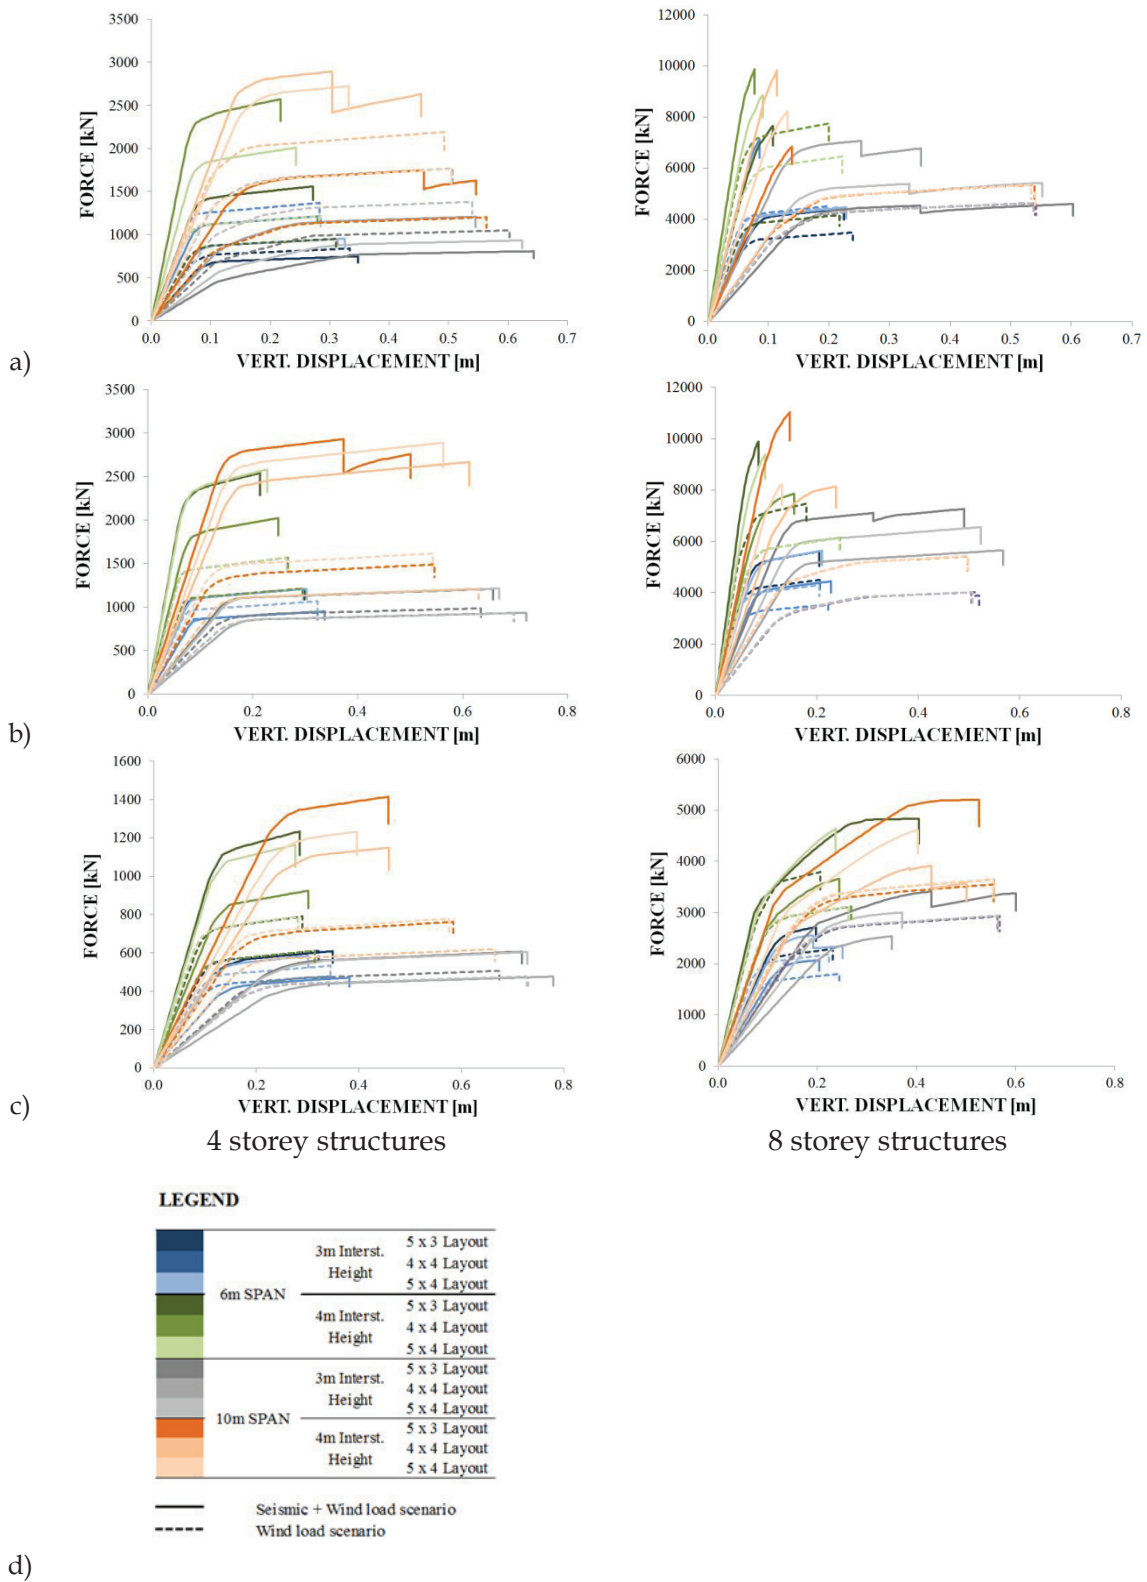 3500
3000
2500
2000
1500
1000
500
0
FORCE [kN]
0.0 0.1 0.2 0.3 0.4 0.5 0.6 0.7
VERT. DISPLACEMENT [m]
12000
10000
8000
6000
4000
2000
0
FORCE [kN]
0.0 0.1 0.2 0.3 0.4 0.5 0.6 0.7
VERT. DISPLACEMENT [m]
a)
3500
3000
2500
2000
1500
1000
500
0
FORCE [kN]
0.0 0.2 0.4 0.6 0.8
VERT. DISPLACEMENT [m]
12000
10000
8000
6000
4000
2000
0
FORCE [kN]
0.0 0.2 0.4 0.6 0.8
VERT. DISPLACEMENT [m]
b)
1600
1400
1200
1000
800
600
400
200
0
FORCE [kN]
0.0 0.2 0.4 0.6 0.8
VERT. DISPLACEMENT [m]
6000
5000
4000
3000
2000
1000
0
FORCE [kN]
0.0 0.2 0.4 0.6 0.8
VERT. DISPLACEMENT [m]
c)
4 storey structures
8 storey structures
LEGEND
6m SPAN
3m Interst. Height
5 x 3 Layout
4 x 4 Layout
5 x 4 Layout
4m Interst. Height
5 x 3 Layout
4 x 4 Layout
5 x 4 Layout
10m SPAN
3m Interst. Height
5 x 3 Layout
4 x 4 Layout
5 x 4 Layout
4m Interst. Height
5 x 3 Layout
4 x 4 Layout
5 x 4 Layout
Seismic + Wind load scenario
Wind load scenario
d)